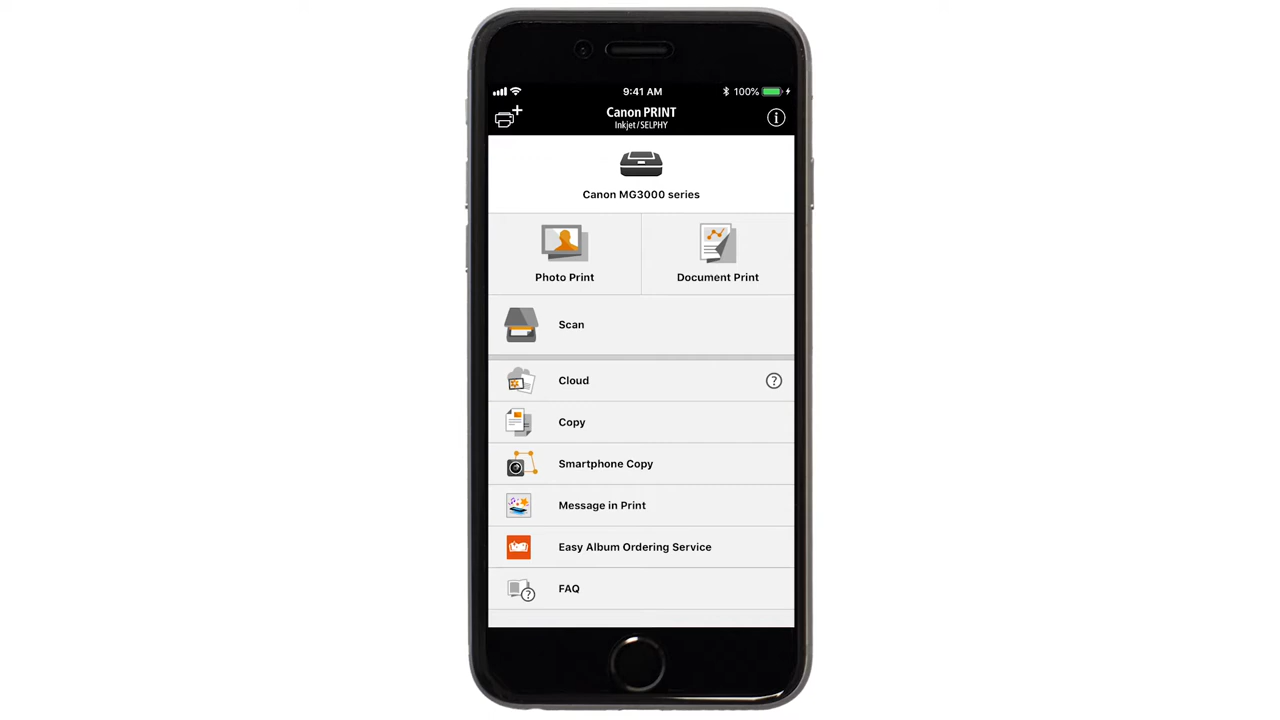 9:41 AM
100%
Canon PRINT
Inkjet/SELPHY
Canon MG3000 series
Photo Print
Document Print
Scan
Cloud
?
Copy
Smartphone Copy
Message in Print
Easy Album Ordering Service
FAQ
?